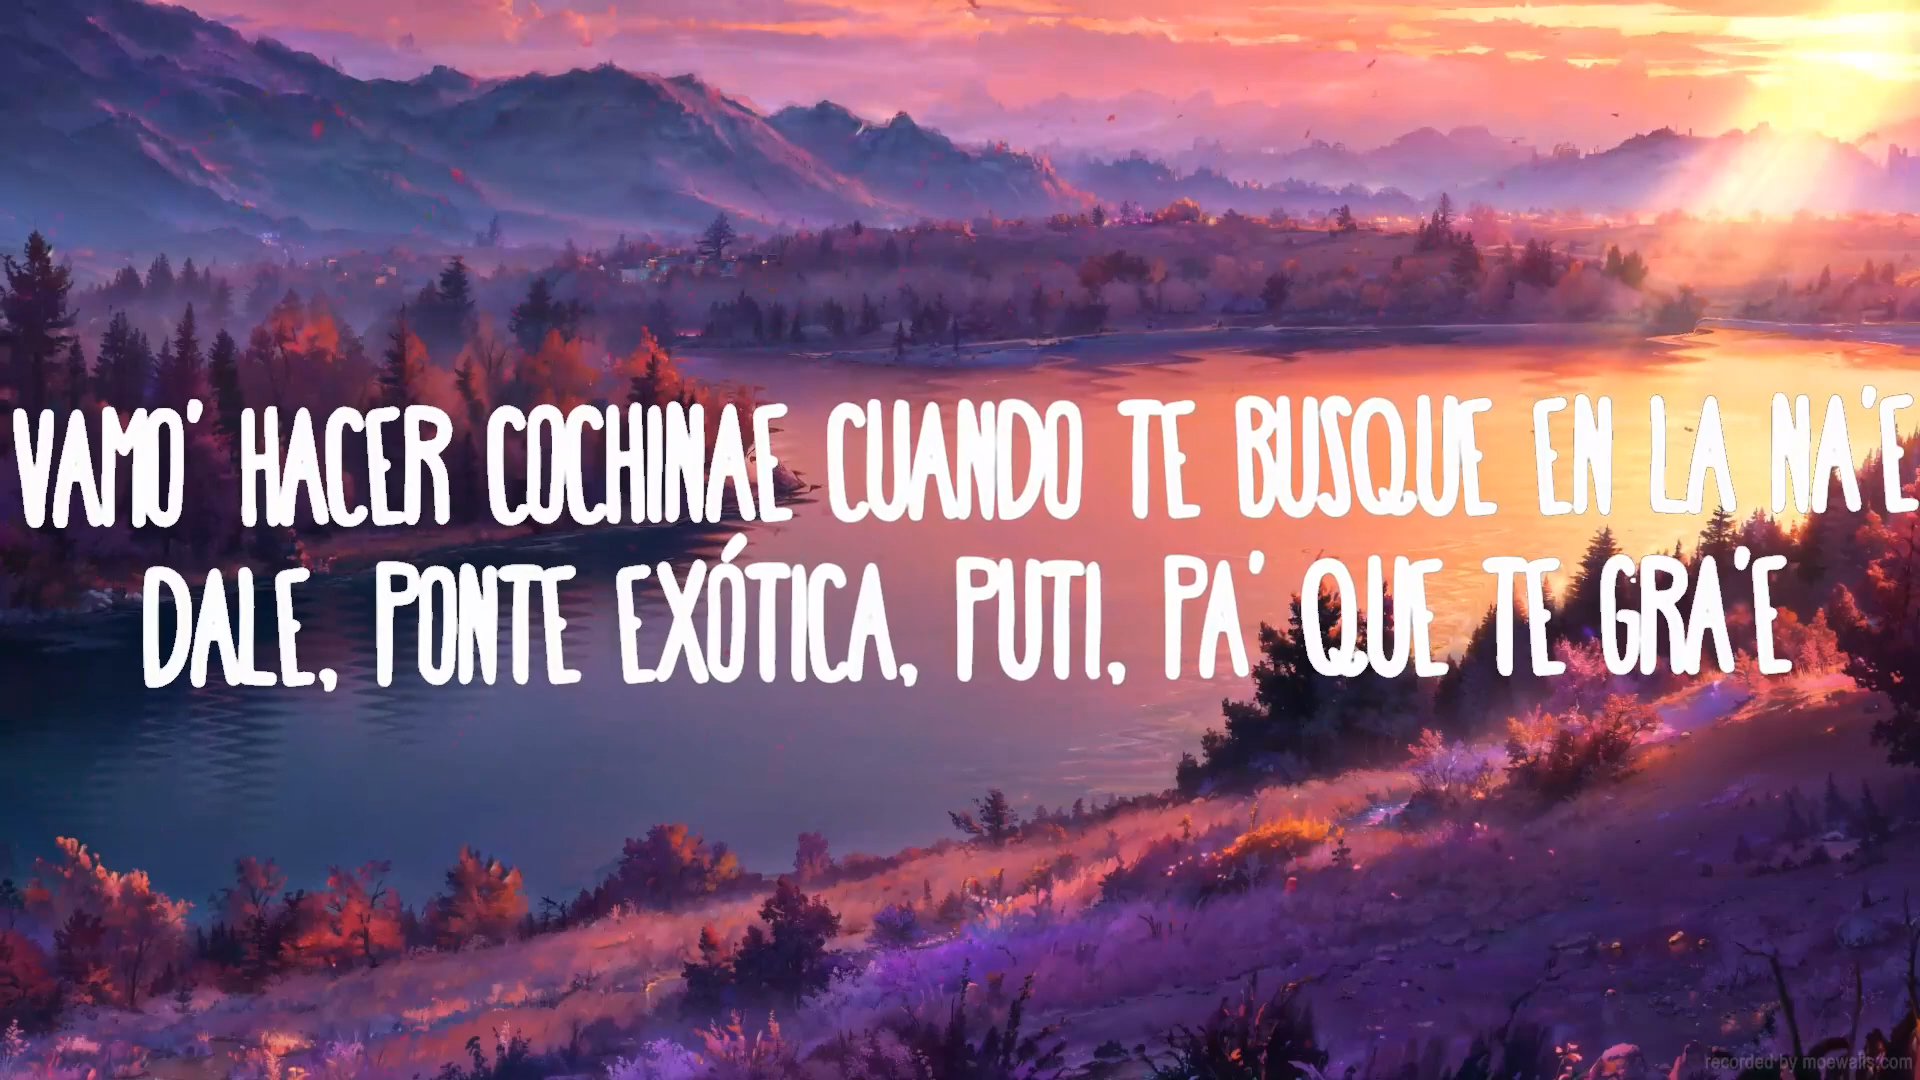 VAMO' HACER COCHINAE CUANDO TE BUSQUE EN LA NA'E
DALE, PONTE EXÓTICA, PUTI, PA' QUE TE GRA'E
recorded by moewalls.com